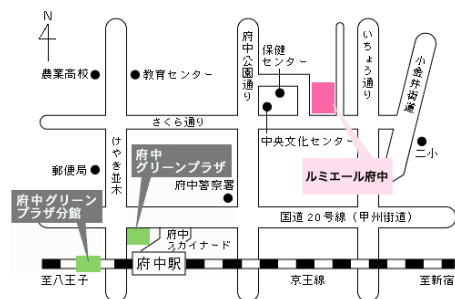 N
農業高校
教育センター
府中公園通り
保健
センター
いちょう通り
小金井街道
さくら通り
けやき並木
中央文化センター
二小
郵便局
府中
グリーンプラザ
府中警察署
ルミエール府中
府中グリーン
プラザ分館
国道20号線(甲州街道)
府中
スカイナード
府中駅
至八王子
京王線
至新宿